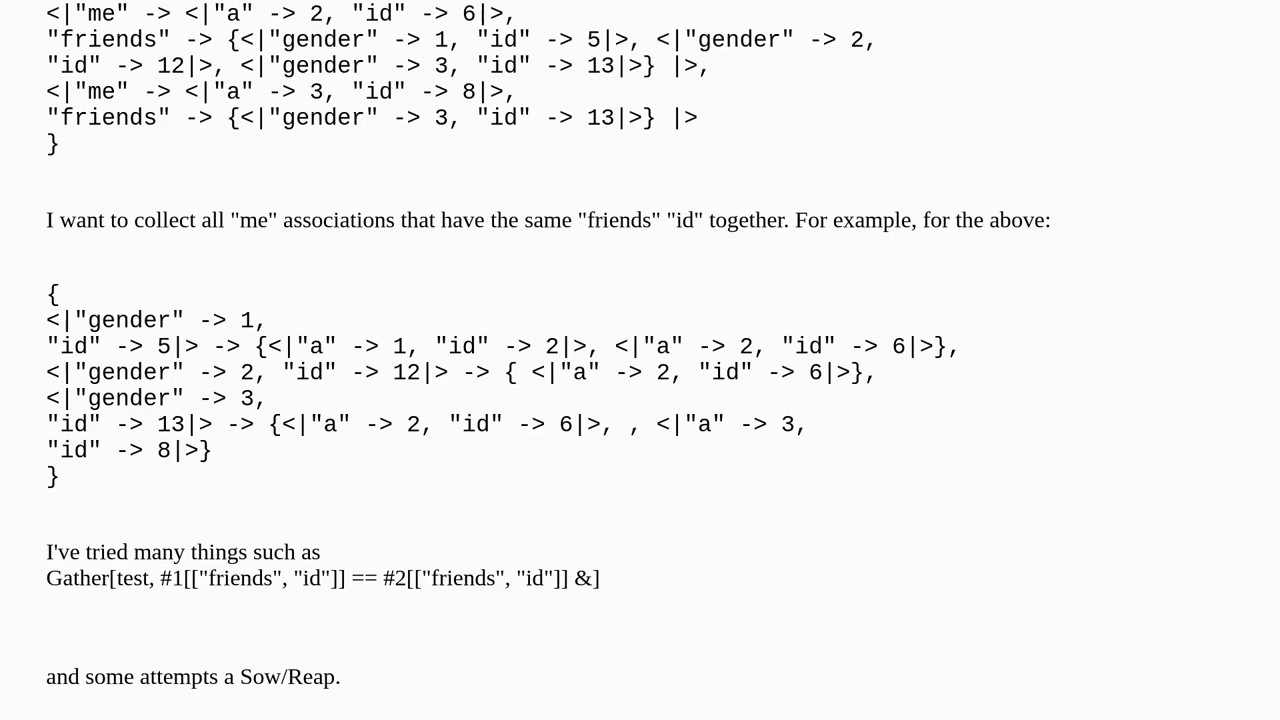 <|"me" -> <|"a" -> 2, "id" -> 6|>,
"friends" -> {<|"gender" -> 1, "id" -> 5|>, <|"gender" -> 2,
"id" -> 12|>, <|"gender" -> 3, "id" -> 13|>} |>,
<|"me" -> <|"a" -> 3, "id" -> 8|>,
"friends" -> {<|"gender" -> 3, "id" -> 13|>} |>
}
I want to collect all "me" associations that have the same "friends" "id" together. For example, for the above:
{
<|"gender" -> 1,
"id" -> 5|> -> {<|"a" -> 1, "id" -> 2|>, <|"a" -> 2, "id" -> 6|>},
<|"gender" -> 2, "id" -> 12|> -> { <|"a" -> 2, "id" -> 6|>},
<|"gender" -> 3,
"id" -> 13|> -> {<|"a" -> 2, "id" -> 6|>, , <|"a" -> 3,
"id" -> 8|>}
}
I've tried many things such as
Gather[test, #1[["friends", "id"]] == #2[["friends", "id"]] &]
and some attempts a Sow/Reap.